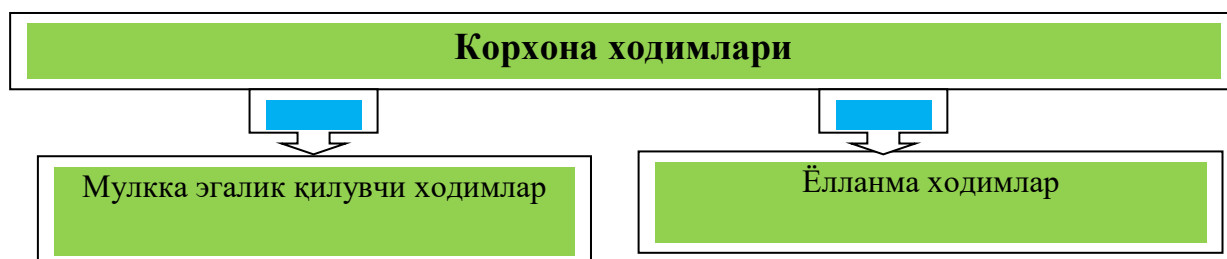 Корхона ходимлари
Мулкка эгалик қилувчи ходимлар
Ёлланма ходимлар